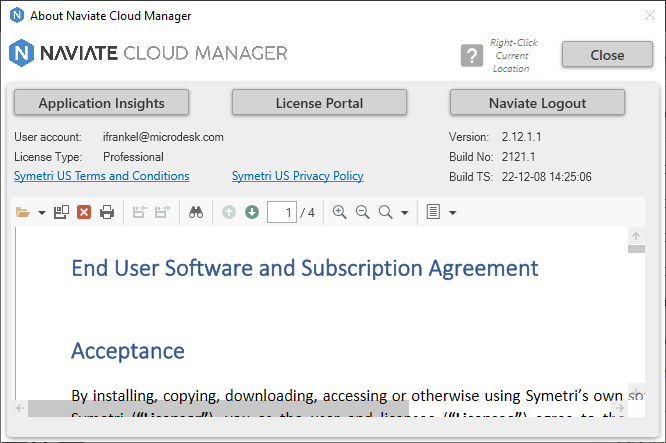 About Naviate Cloud Manager
NAVIATE CLOUD MANAGER
?
Right-Click
Current
Location
Close
Application Insights
License Portal
Naviate Logout
User account: ifrankel@microdesk.com
Version: 2.12.1.1
License Type: Professional
Build No: 2121.1
Symetri US Terms and Conditions
Symetri US Privacy Policy
Build TS: 22-12-08 14:25:06
1 / 4
End User Software and Subscription Agreement
Acceptance
By installing, copying, downloading, accessing or otherwise using Symetri's own so
Symetri ("Licensor"), you as the user and licensee ("Licensee") agree to the